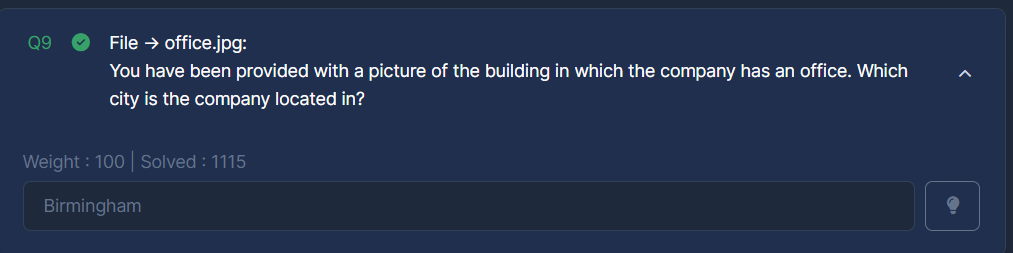 Q9 File → office.jpg:
You have been provided with a picture of the building in which the company has an office. Which
city is the company located in?
Weight : 100 | Solved : 1115
Birmingham